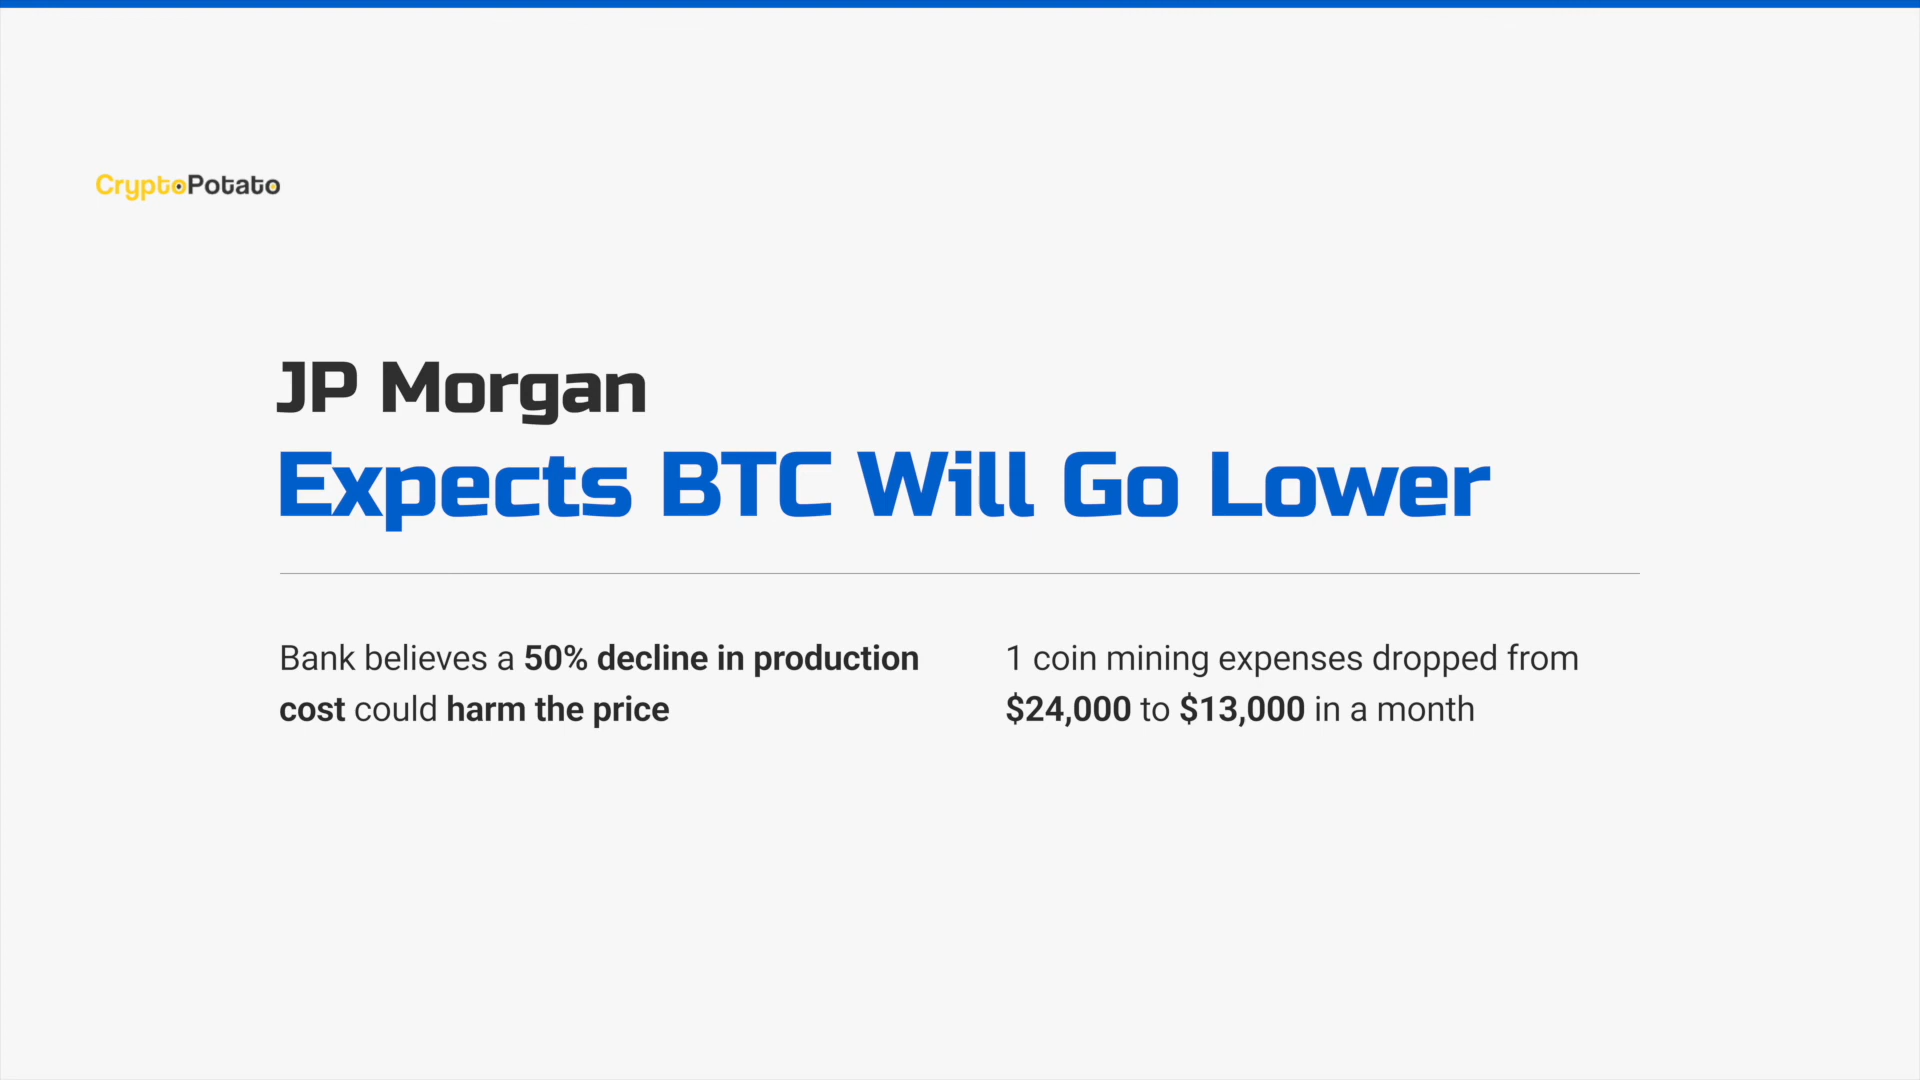 CryptoPotato
JP Morgan
Expects BTC Will Go Lower
Bank believes a 50% decline in production
cost could harm the price
1 coin mining expenses dropped from
$24,000 to $13,000 in a month